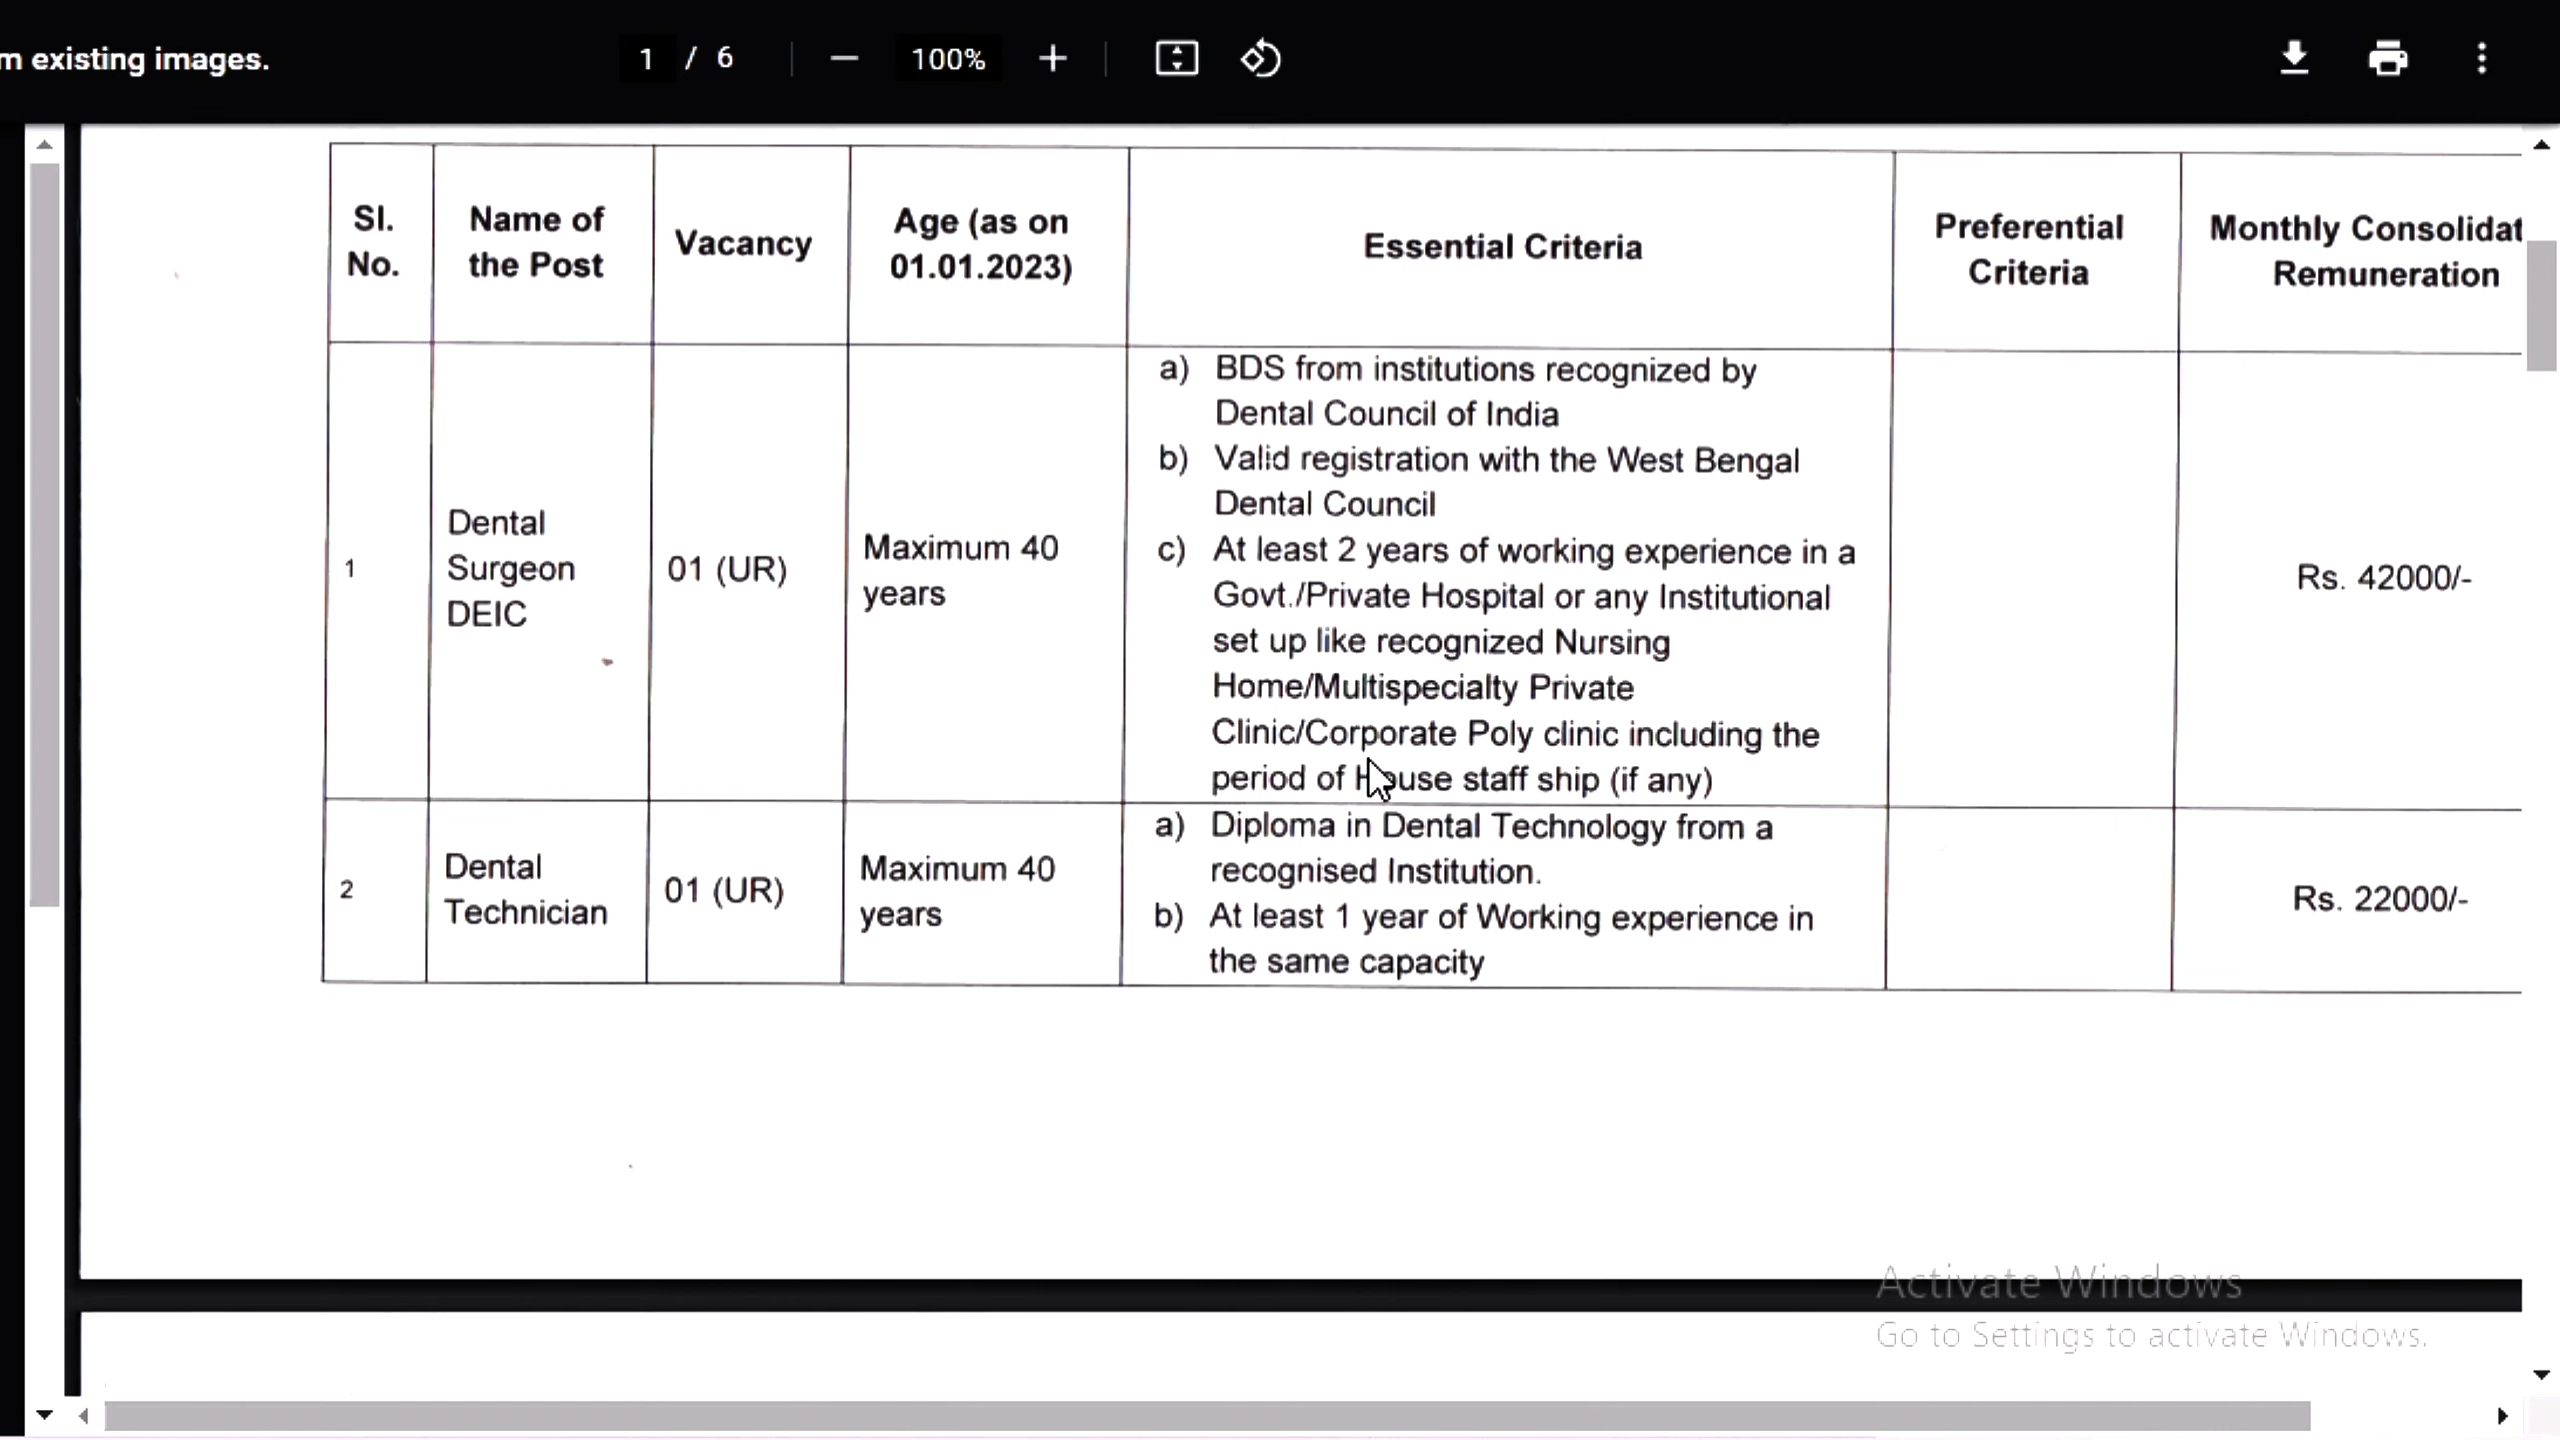 m existing images.
1 / 6
100%
Sl.
No.
Name of
the Post
Vacancy
Age (as on
01.01.2023)
Essential Criteria
Preferential
Criteria
Monthly Consolidat
Remuneration
1
Dental
Surgeon
DEIC
01 (UR)
Maximum 40
years
a) BDS from institutions recognized by
Dental Council of India
b) Valid registration with the West Bengal
Dental Council
c) At least 2 years of working experience in a
Govt./Private Hospital or any Institutional
set up like recognized Nursing
Home/Multispecialty Private
Clinic/Corporate Poly clinic including the
period of House staff ship (if any)
Rs. 42000/-
2
Dental
Technician
01 (UR)
Maximum 40
years
a) Diploma in Dental Technology from a
recognised Institution.
b) At least 1 year of Working experience in
the same capacity
Rs. 22000/-
Activate Windows
Go to Settings to activate Windows.